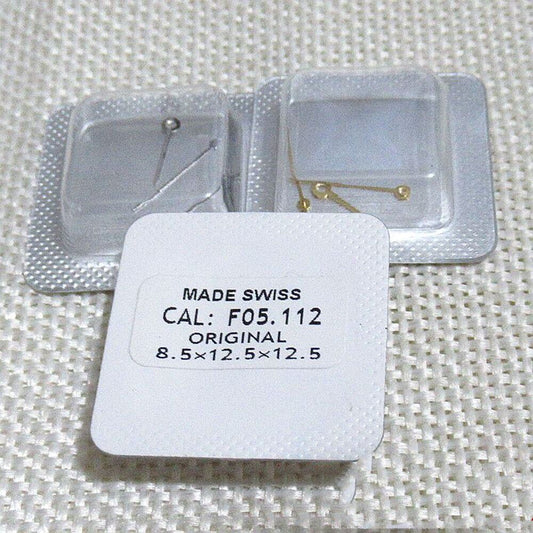 MADE SWISS
CAL: F05.112
ORIGINAL
8.5×12.5×12.5